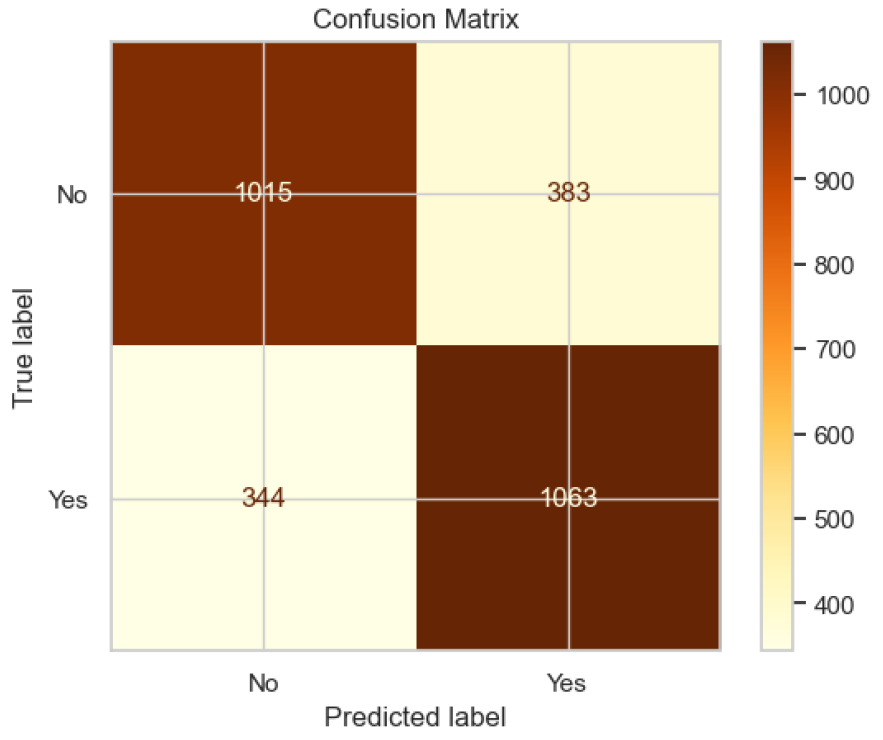 Confusion Matrix
True label
No
Yes
1015
383
344
1063
No
Yes
Predicted label
1000
900
800
700
600
500
400